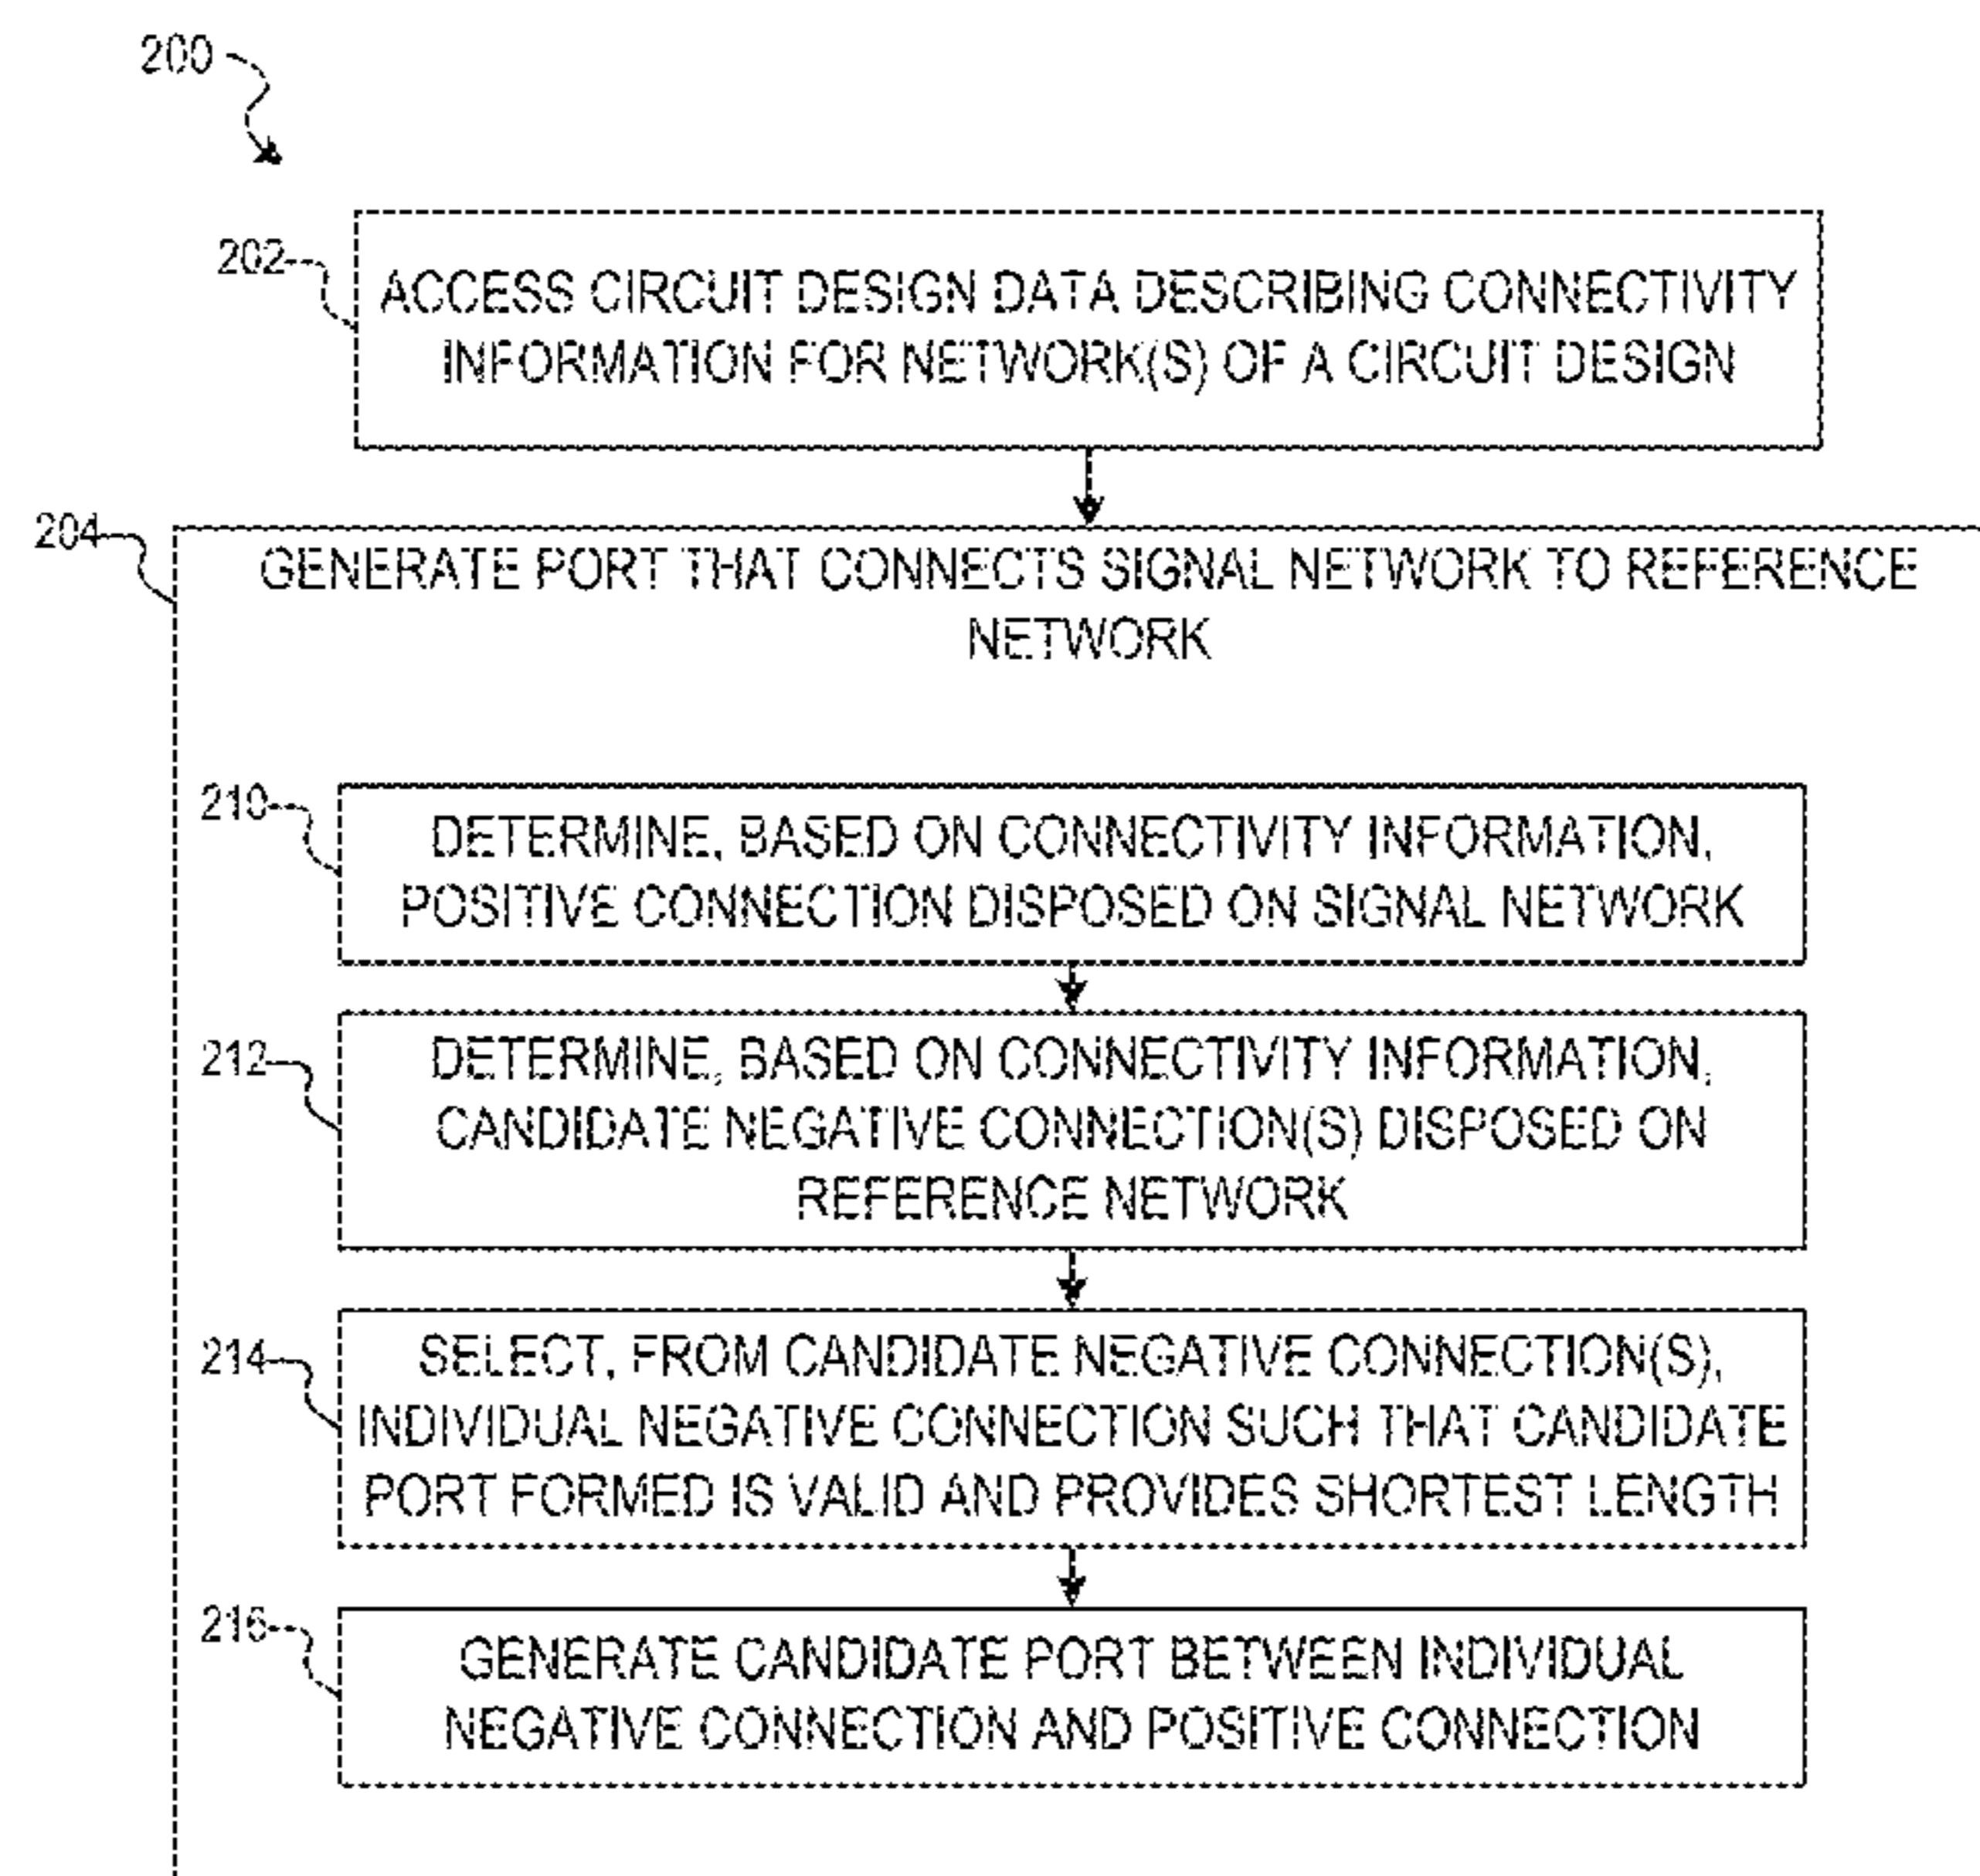 200
202
ACCESS CIRCUIT DESIGN DATA DESCRIBING CONNECTIVITY
INFORMATION FOR NETWORK(S) OF A CIRCUIT DESIGN
204
GENERATE PORT THAT CONNECTS SIGNAL NETWORK TO REFERENCE
NETWORK
210
DETERMINE, BASED ON CONNECTIVITY INFORMATION,
POSITIVE CONNECTION DISPOSED ON SIGNAL NETWORK
212
DETERMINE, BASED ON CONNECTIVITY INFORMATION,
CANDIDATE NEGATIVE CONNECTION(S) DISPOSED ON
REFERENCE NETWORK
214
SELECT, FROM CANDIDATE NEGATIVE CONNECTION(S),
INDIVIDUAL NEGATIVE CONNECTION SUCH THAT CANDIDATE
PORT FORMED IS VALID AND PROVIDES SHORTEST LENGTH
216
GENERATE CANDIDATE PORT BETWEEN INDIVIDUAL
NEGATIVE CONNECTION AND POSITIVE CONNECTION